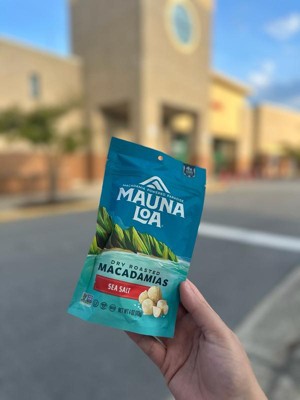 MAUNA
LOA
DRY ROASTED
MACADAMIAS
SEA SALT